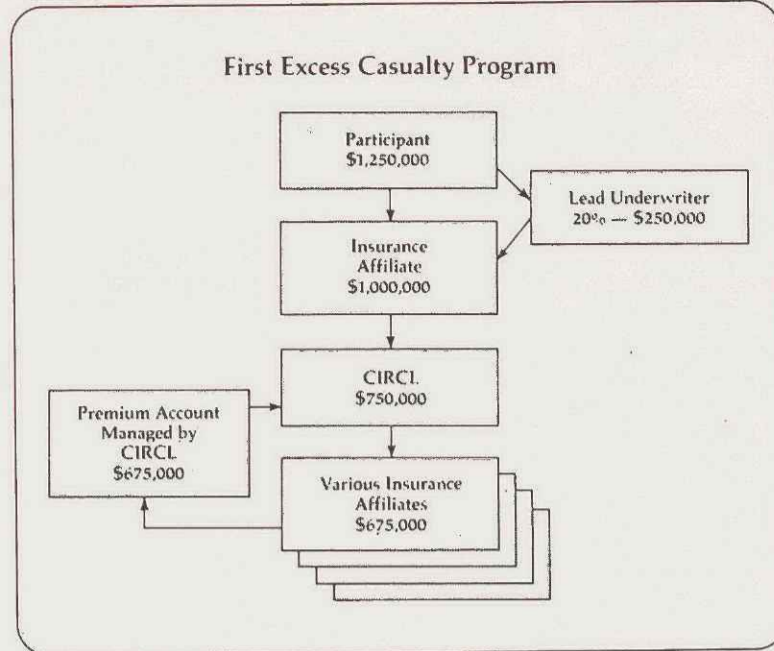 First Excess Casualty Program
Participant
$1,250,000
Lead Underwriter
20% — $250,000
Insurance
Affiliate
$1,000,000
CIRCL
$750,000
Premium Account
Managed by
CIRCL
$675,000
Various Insurance
Affiliates
$675,000